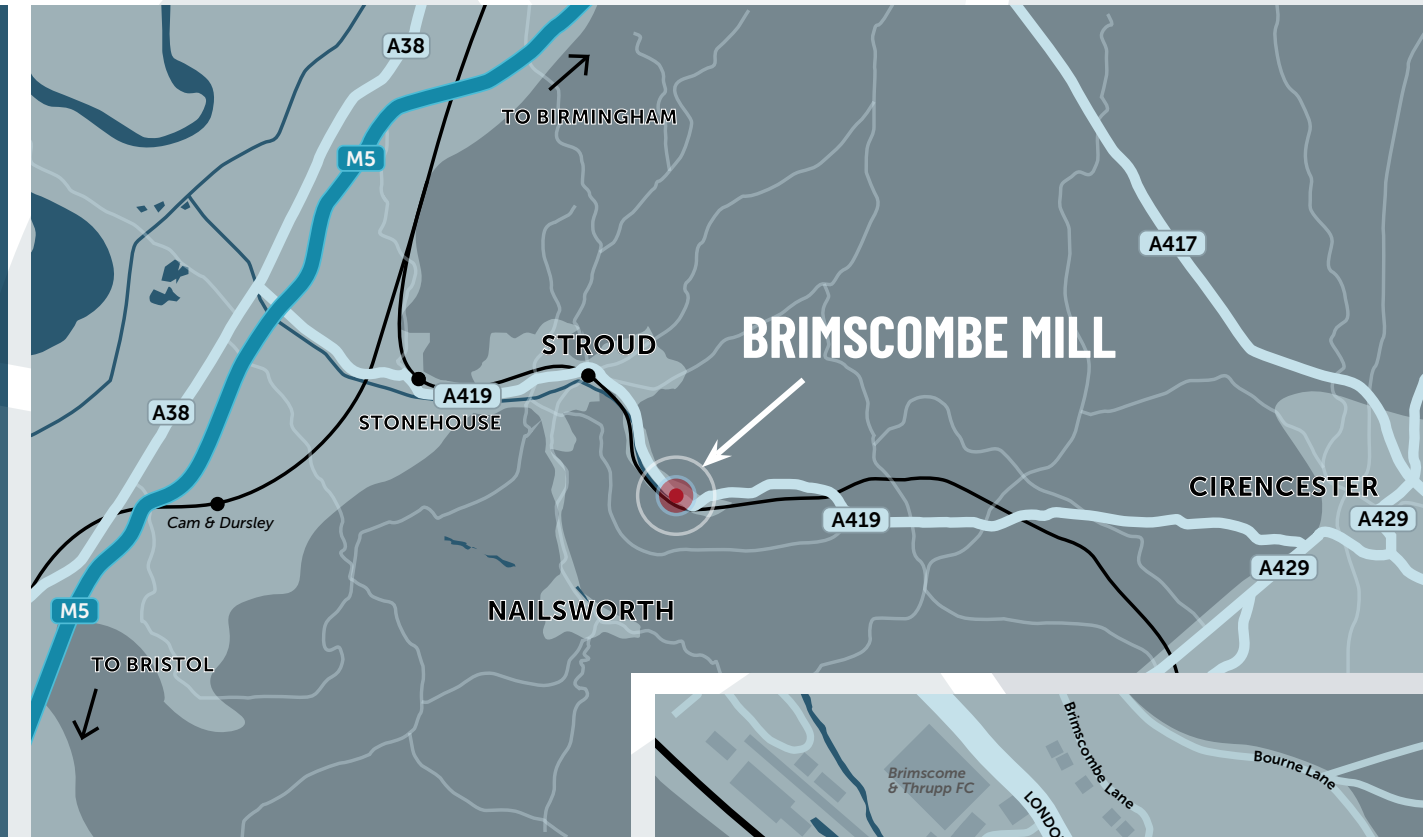 A38
TO BIRMINGHAM
M5
A417
BRIMSCOMBE MILL
STROUD
A419
STONEHOUSE
A38
CIRENCESTER
A419
A429
Cam & Dursley
A429
NAILSWORTH
M5
TO BRISTOL
Brimscombe Lane
Bourne Lane
Brimscome
& Thrupp FC
LONDO